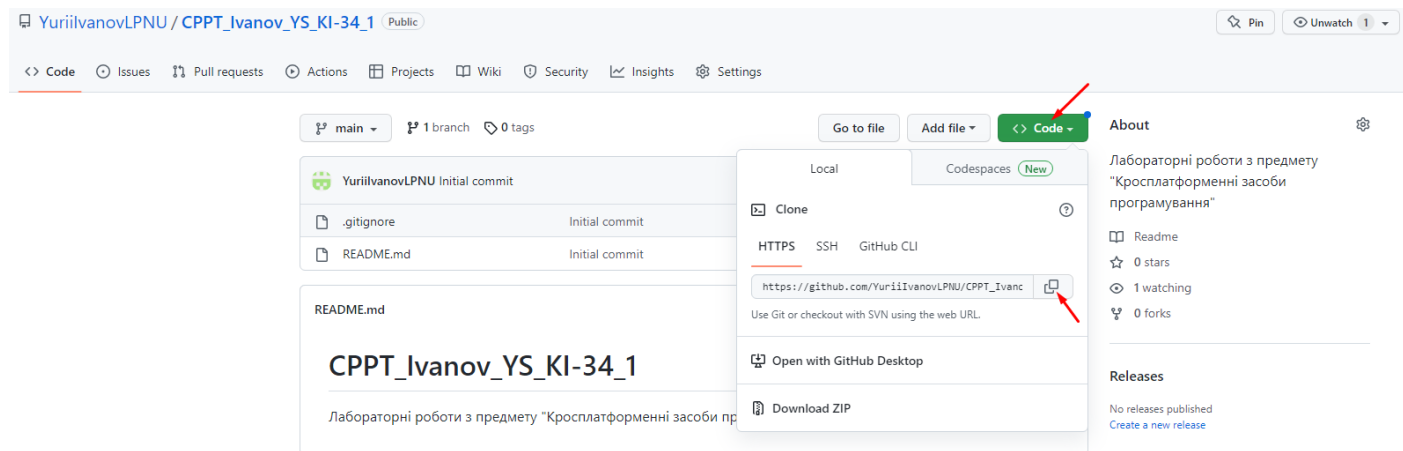 YuriiIvanovLPNU / CPPT_Ivanov_YS_KI-34_1 Public
Pin
Unwatch 1
<> Code
Issues
Pull requests
Actions
Projects
Wiki
Security
Insights
Settings
main
1 branch
0 tags
Go to file
Add file
<> Code
YuriiIvanovLPNU Initial commit
.gitignore Initial commit
README.md Initial commit
README.md
CPPT_Ivanov_YS_KI-34_1
Лабораторні роботи з предмету "Кросплатформенні засоби пр
Local
Codespaces New
Clone
HTTPS
SSH
GitHub CLI
https://github.com/YuriiIvanovLPNU/CPPT_Ivanc
Use Git or checkout with SVN using the web URL.
Open with GitHub Desktop
Download ZIP
About
Лабораторні роботи з предмету
"Кросплатформенні засоби
програмування"
Readme
0 stars
1 watching
0 forks
Releases
No releases published
Create a new release